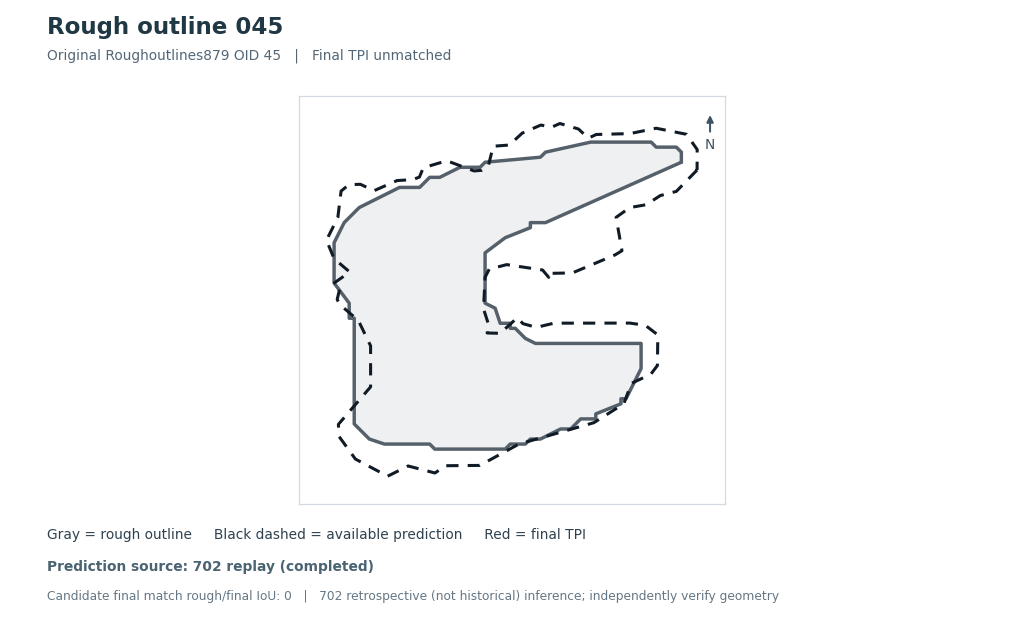 Rough outline 045
Original Roughoutlines879 OID 45   |   Final TPI unmatched
N
Gray = rough outline     Black dashed = available prediction     Red = final TPI
Prediction source: 702 replay (completed)
Candidate final match rough/final IoU: 0   |   702 retrospective (not historical) inference; independently verify geometry